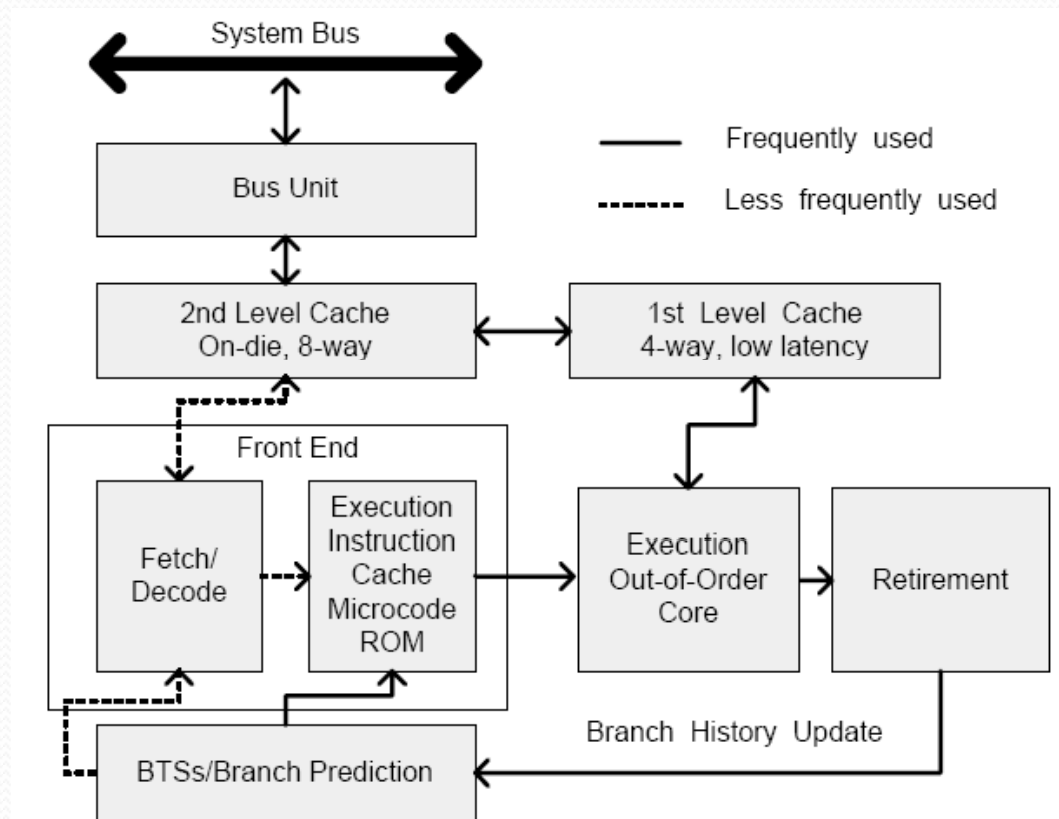 System Bus
Frequently used
Less frequently used
Bus Unit
2nd Level Cache
On-die, 8-way
1st Level Cache
4-way, low latency
Front End
Fetch/
Decode
Execution
Instruction
Cache
Microcode
ROM
Execution
Out-of-Order
Core
Retirement
Branch History Update
BTSs/Branch Prediction